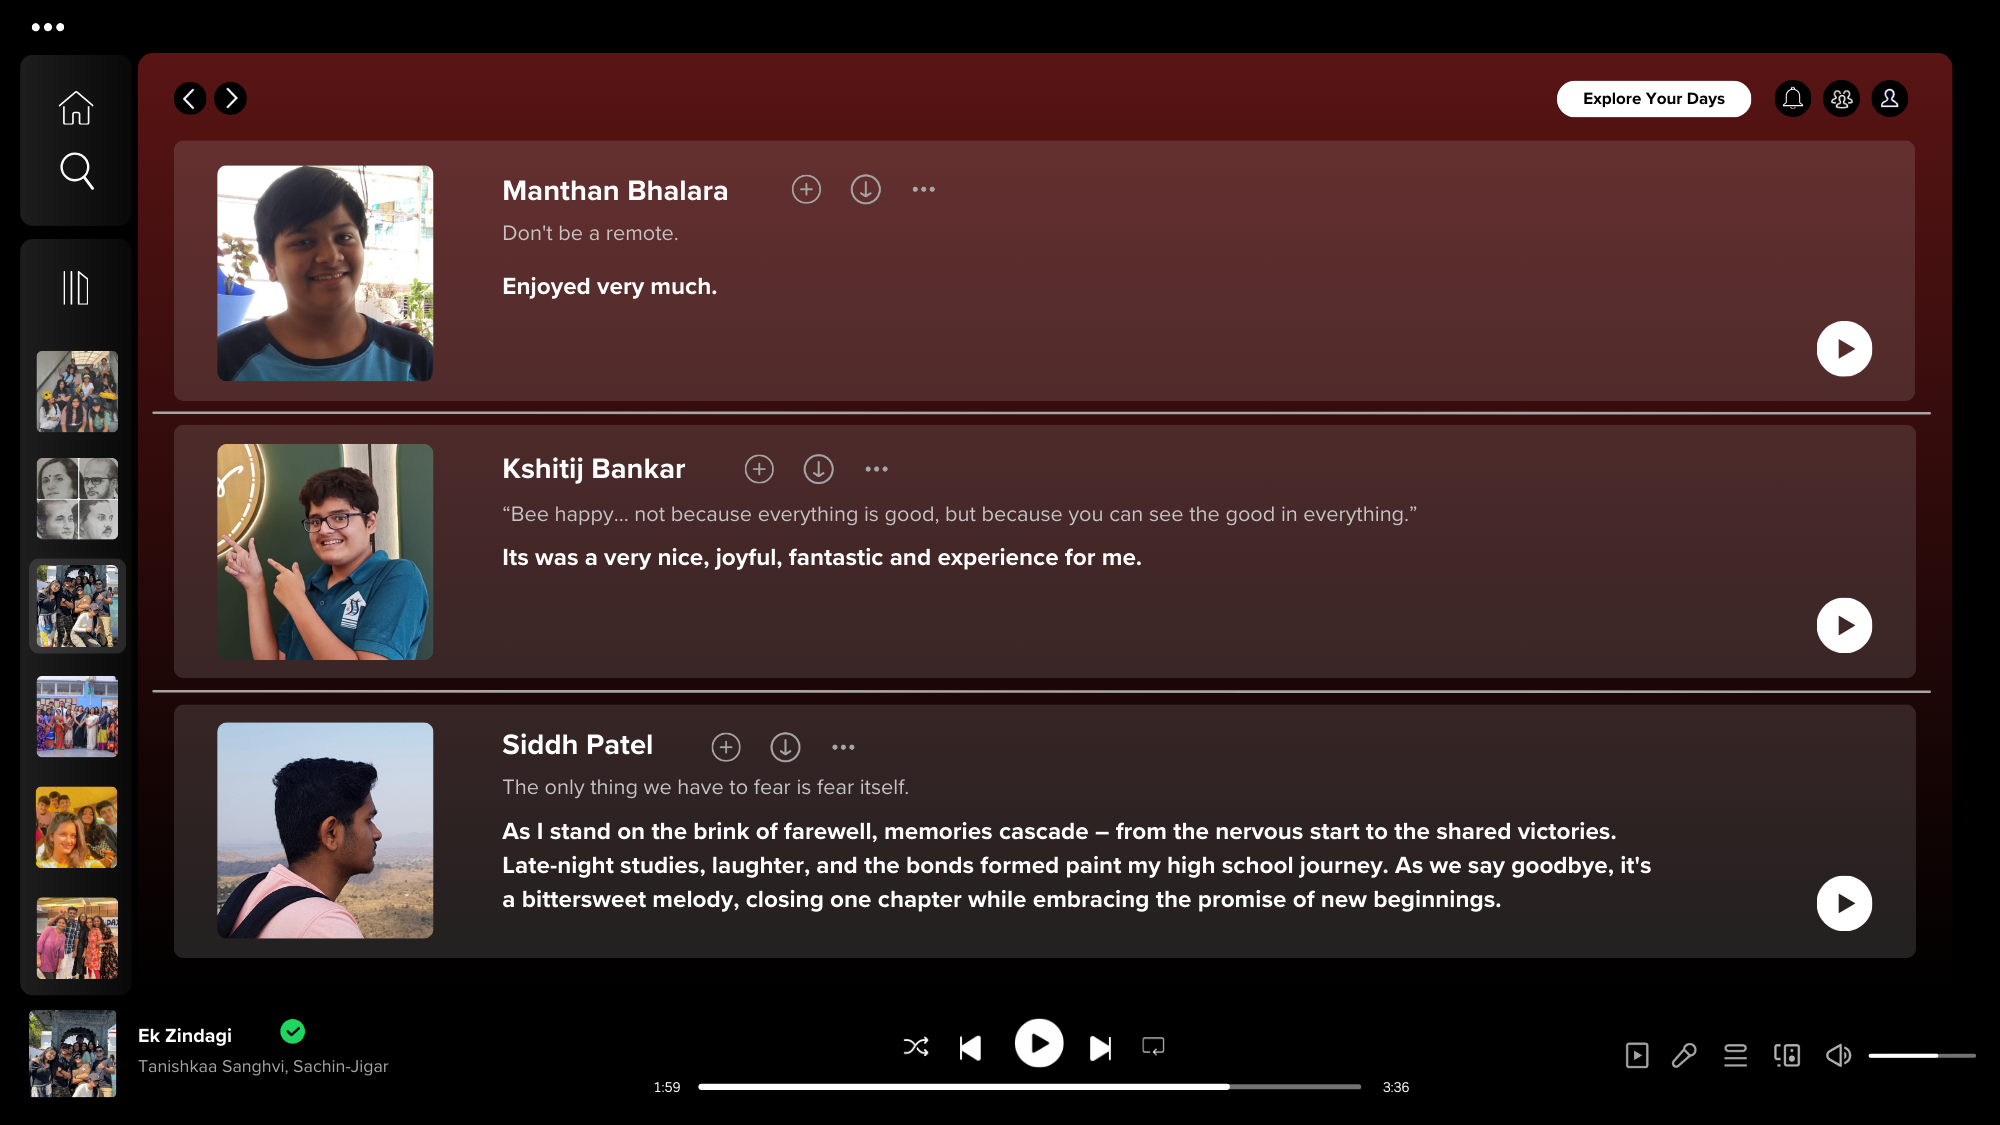 Explore Your Days
Manthan Bhalara
Don't be a remote.
Enjoyed very much.
Kshitij Bankar
“Bee happy... not because everything is good, but because you can see the good in everything.”
Its was a very nice, joyful, fantastic and experience for me.
Siddh Patel
The only thing we have to fear is fear itself.
As I stand on the brink of farewell, memories cascade – from the nervous start to the shared victories.
Late-night studies, laughter, and the bonds formed paint my high school journey. As we say goodbye, it's
a bittersweet melody, closing one chapter while embracing the promise of new beginnings.
Ek Zindagi
Tanishkaa Sanghvi, Sachin-Jigar
1:59
3:36